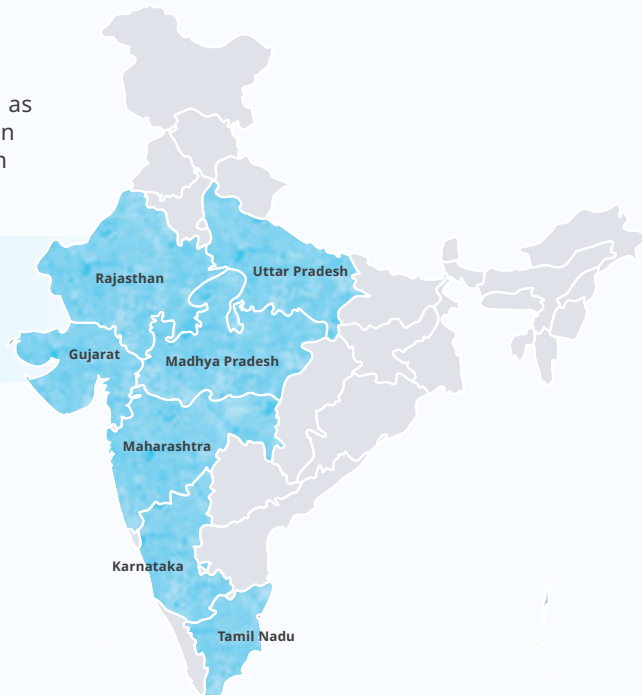 as
n
n
Rajasthan
Uttar Pradesh
Gujarat
Madhya Pradesh
Maharashtra
Karnataka
Tamil Nadu